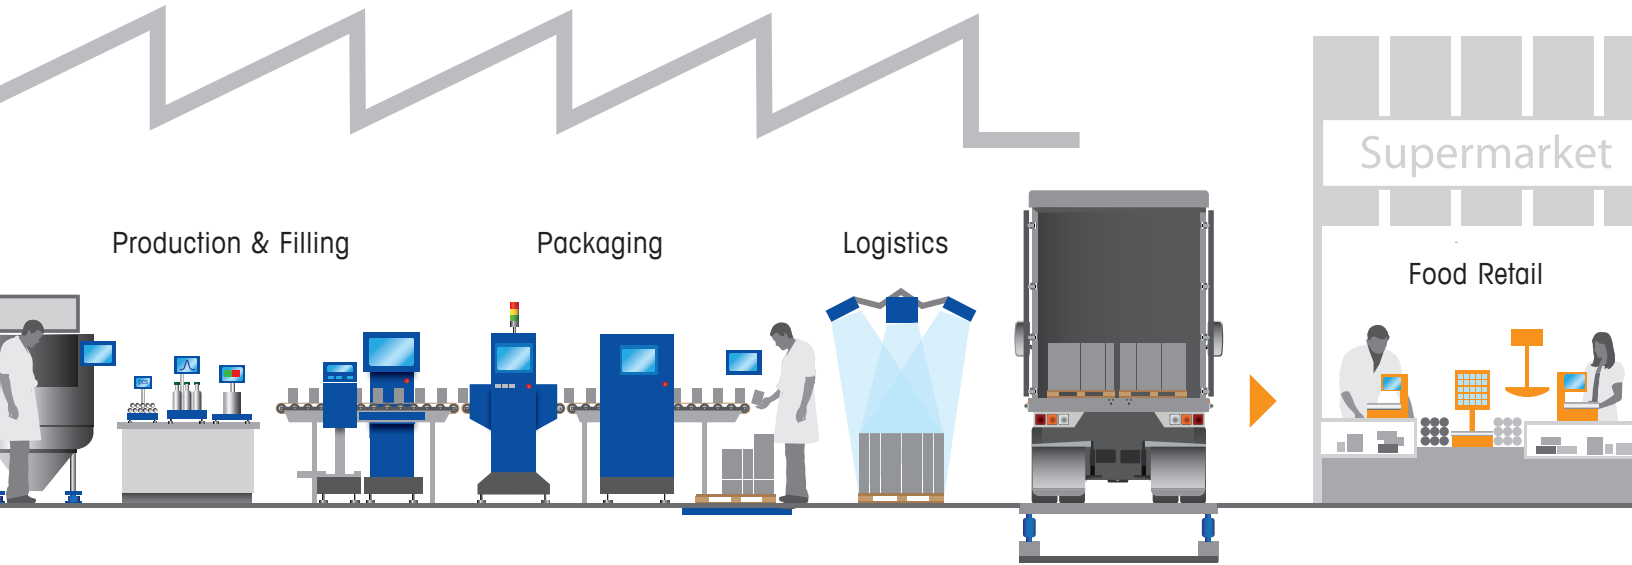 Supermarket
Production & Filling
Packaging
Logistics
Food Retail